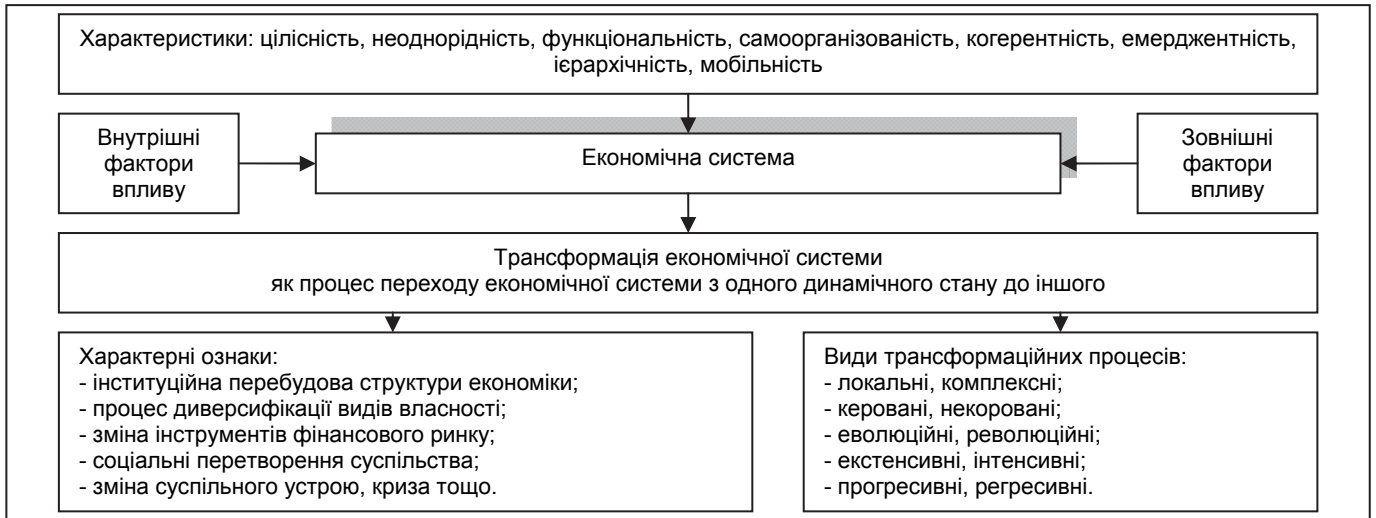 Характеристики: цілісність, неоднорідність, функціональність, самоорганізованість, когерентність, емерджентність,
ієрархічність, мобільність
Внутрішні
фактори
впливу
Економічна система
Зовнішні
фактори
впливу
Трансформація економічної системи
як процес переходу економічної системи з одного динамічного стану до іншого
Характерні ознаки:
- інституційна перебудова структури економіки;
- процес диверсифікації видів власності;
- зміна інструментів фінансового ринку;
- соціальні перетворення суспільства;
- зміна суспільного устрою, криза тощо.
Види трансформаційних процесів:
- локальні, комплексні;
- керовані, некоровані;
- еволюційні, революційні;
- екстенсивні, інтенсивні;
- прогресивні, регресивні.